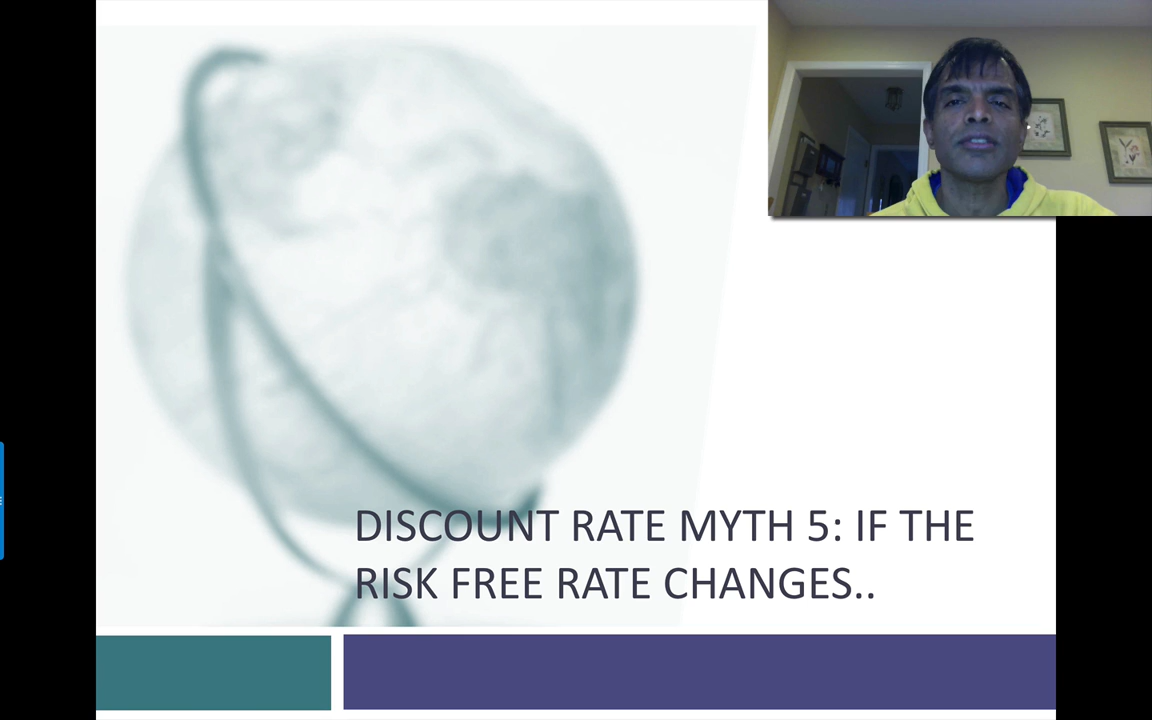 DISCOUNT RATE MYTH 5: IF THE
RISK FREE RATE CHANGES..